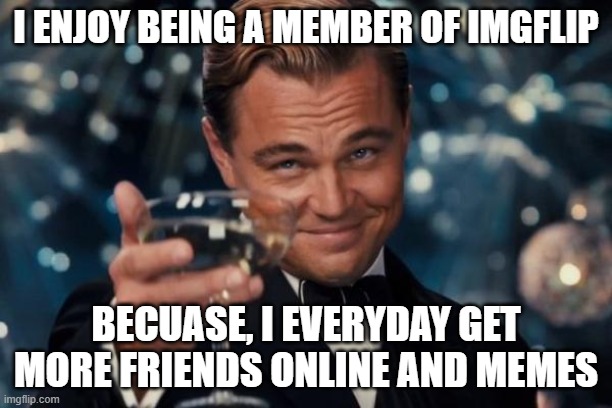 I ENJOY BEING A MEMBER OF IMGFLIP
BECUASE, I EVERYDAY GET
MORE FRIENDS ONLINE AND MEMES
imgflip.com